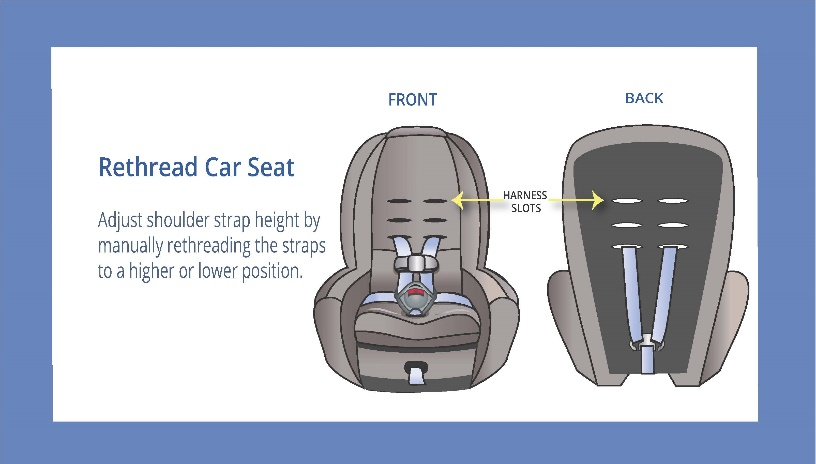 FRONT
BACK
Rethread Car Seat
HARNESS
SLOTS
Adjust shoulder strap height by
manually rethreading the straps
to a higher or lower position.